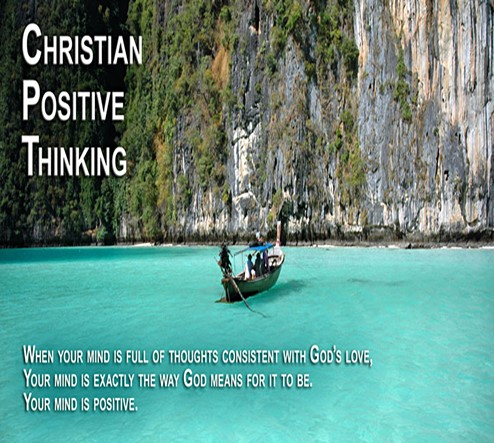 Christian
Positive
Thinking
When your mind is full of thoughts consistent with God's love,
Your mind is exactly the way God means for it to be.
Your mind is positive.